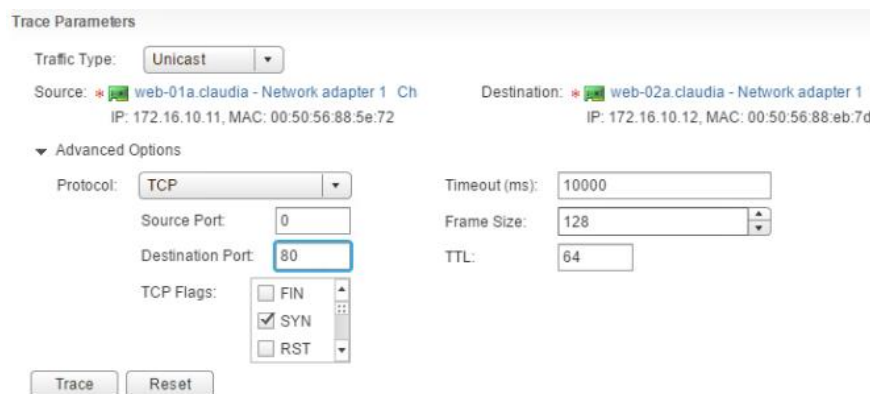 Trace Parameters
Traffic Type: Unicast
Source: * web-01a.claudia - Network adapter 1 Ch Destination: * web-02a.claudia - Network adapter 1
IP: 172.16.10.11, MAC: 00:50:56:88:5e:72 IP: 172.16.10.12, MAC: 00:50:56:88:eb:7d
Advanced Options
Protocol: TCP Timeout (ms): 10000
Source Port: 0 Frame Size: 128
Destination Port: 80 TTL: 64
TCP Flags: FIN
SYN
RST
Trace Reset